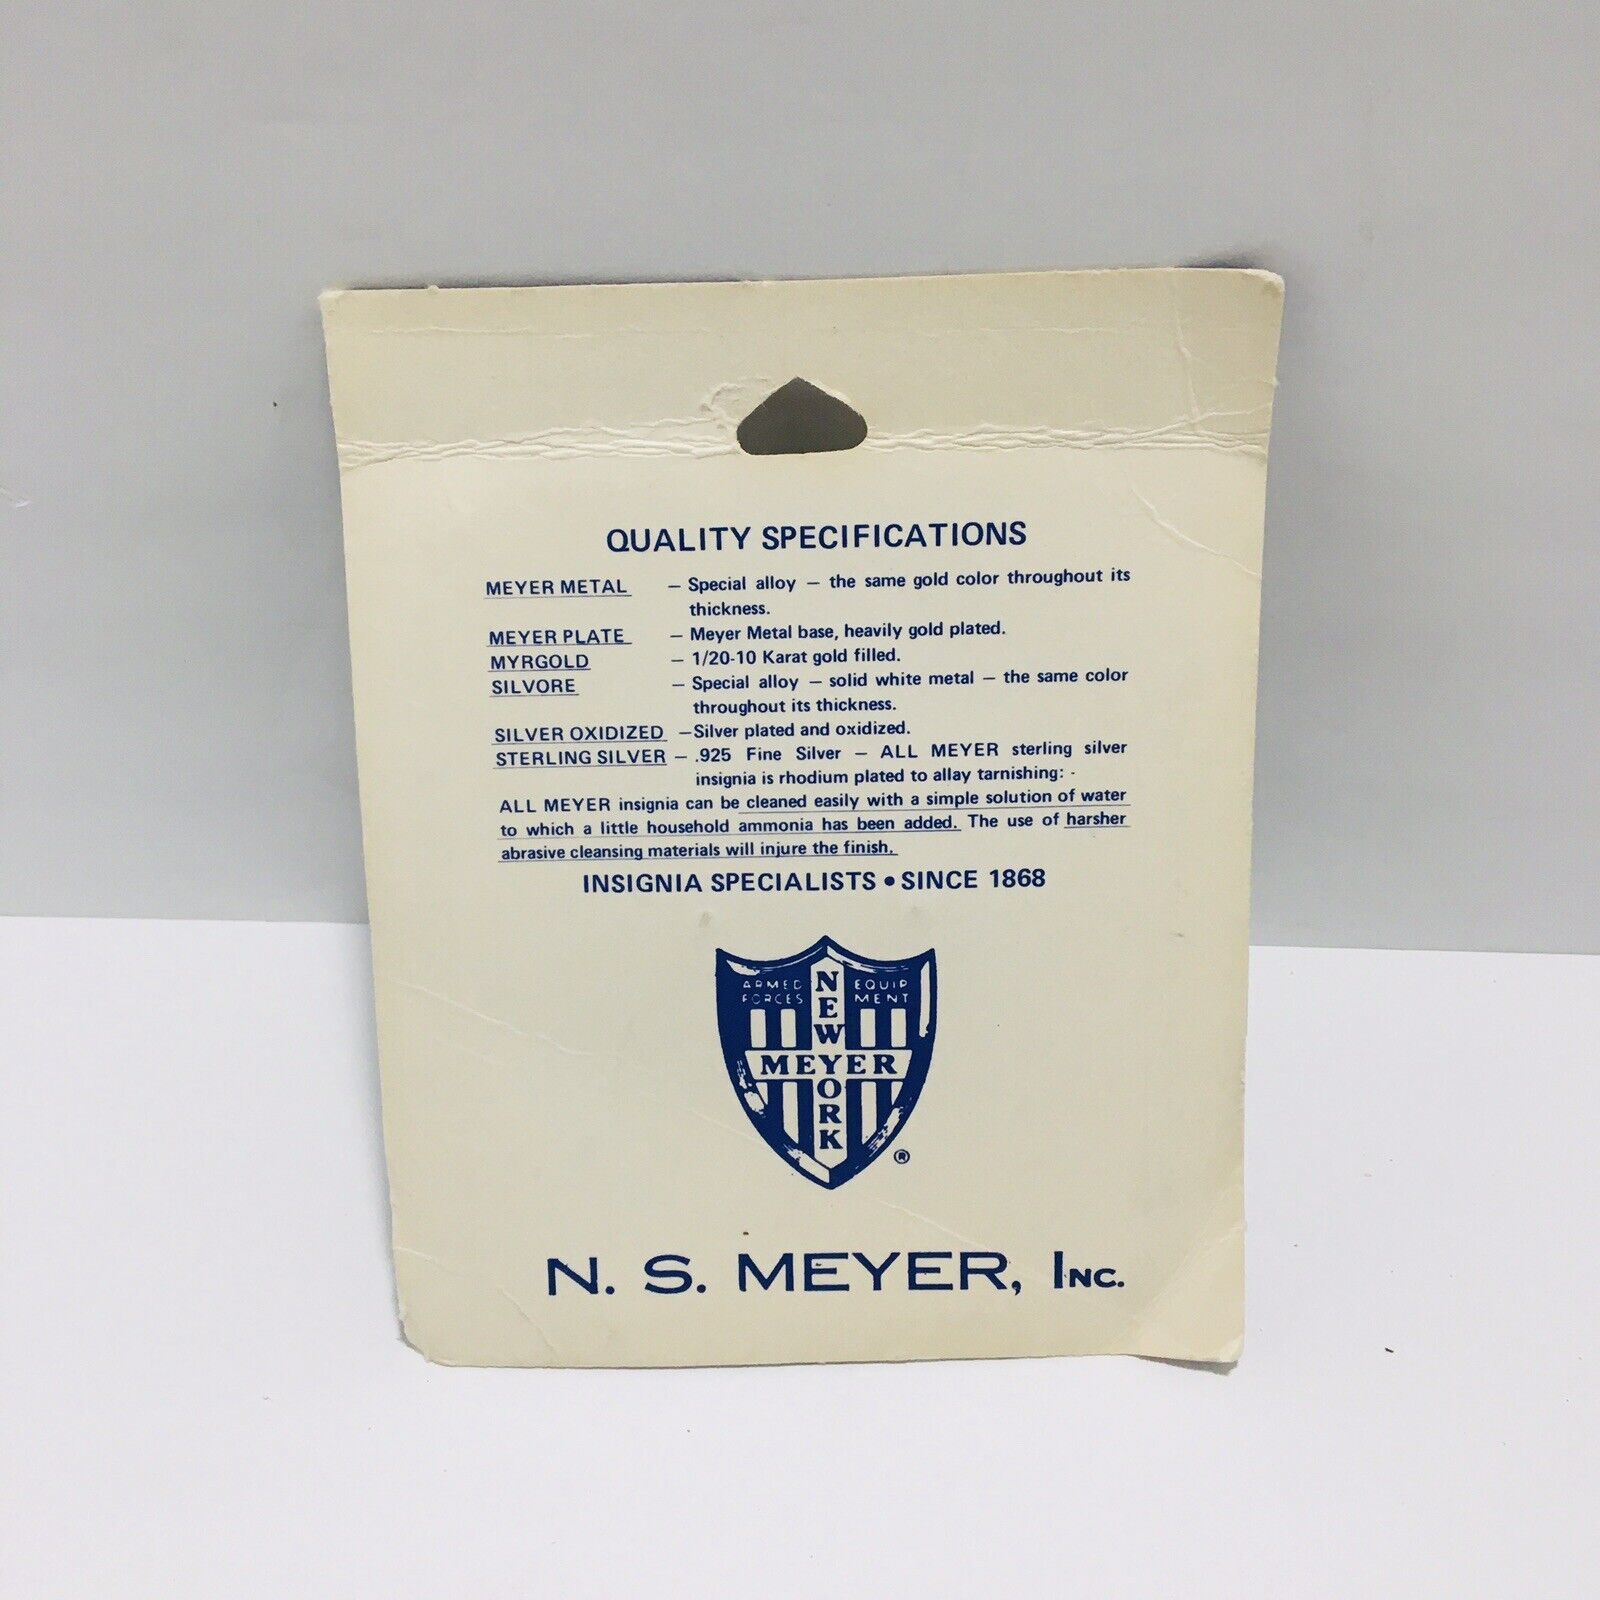 QUALITY SPECIFICATIONS
MEYER METAL – Special alloy – the same gold color throughout its
thickness.
MEYER PLATE – Meyer Metal base, heavily gold plated.
MYRGOLD – 1/20-10 Karat gold filled.
SILVORE – Special alloy – solid white metal – the same color
throughout its thickness.
SILVER OXIDIZED –Silver plated and oxidized.
STERLING SILVER – .925 Fine Silver – ALL MEYER sterling silver
insignia is rhodium plated to allay tarnishing: -
ALL MEYER insignia can be cleaned easily with a simple solution of water
to which a little household ammonia has been added. The use of harsher
abrasive cleansing materials will injure the finish.
INSIGNIA SPECIALISTS • SINCE 1868
ARMED EQUIP
FORCES MENT
NEW YORK
MEYER
®
N. S. MEYER, INC.